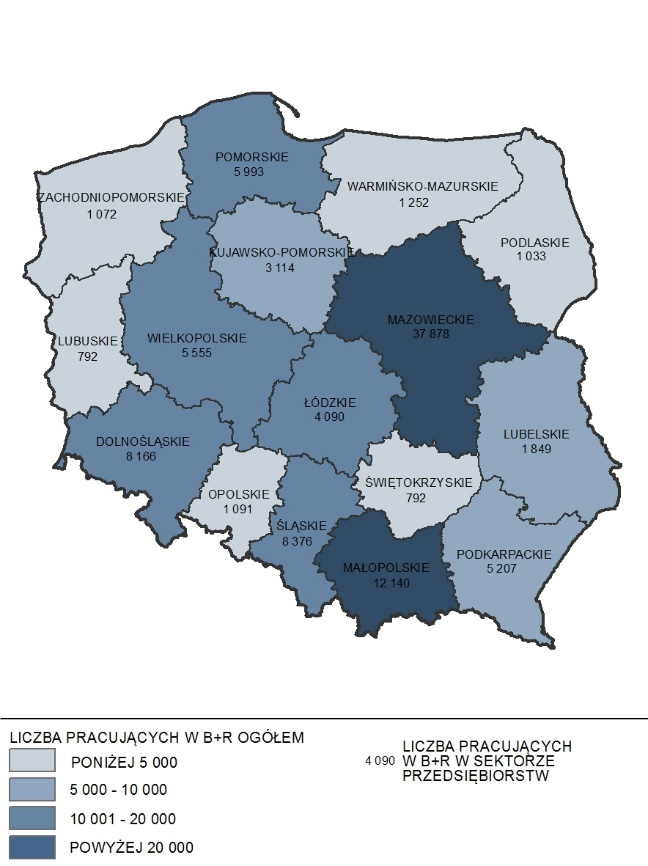 POMORSKIE
5 993
WARMIŃSKO-MAZURSKIE
1 252
ZACHODNIOPOMORSKIE
1 072
PODLASKIE
1 033
KUJAWSKO-POMORSKIE
3 114
MAZOWIECKIE
37 878
WIELKOPOLSKIE
5 555
LUBUSKIE
792
ŁÓDZKIE
4 090
LUBELSKIE
1 849
DOLNOŚLĄSKIE
8 166
ŚWIĘTOKRZYSKIE
792
OPOLSKIE
1 091
ŚLĄSKIE
8 376
PODKARPACKIE
5 207
MAŁOPOLSKIE
12 140
LICZBA PRACUJĄCYCH W B+R OGÓŁEM
PONIŻEJ 5 000
5 000 - 10 000
10 001 - 20 000
POWYŻEJ 20 000
4 090
LICZBA PRACUJĄCYCH
W B+R W SEKTORZE
PRZEDSIĘBIORSTW